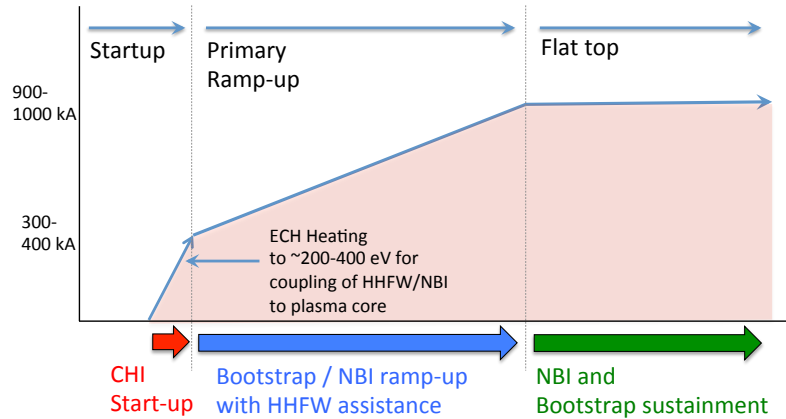 Startup
Primary
Ramp-up
Flat top
900-
1000 kA
300-
400 kA
ECH Heating
to ~200-400 eV for
coupling of HHFW/NBI
to plasma core
CHI
Start-up
Bootstrap / NBI ramp-up
with HHFW assistance
NBI and
Bootstrap sustainment